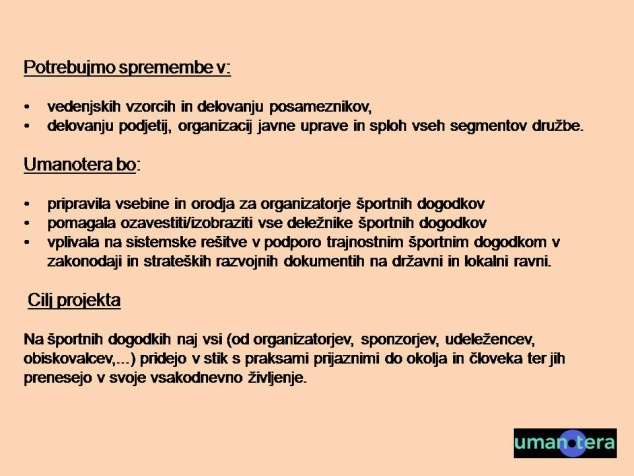 Potrebujmo spremembe v:
• vedenjskih vzorcih in delovanju posameznikov,
• delovanju podjetij, organizacij javne uprave in sploh vseh segmentov družbe.
Umanotera bo:
• pripravila vsebine in orodja za organizatorje športnih dogodkov
• pomagala ozavestiti/izobraziti vse deležnike športnih dogodkov
• vplivala na sistemske rešitve v podporo trajnostnim športnim dogodkom v
zakonodaji in strateških razvojnih dokumentih na državni in lokalni ravni.
Cilj projekta
Na športnih dogodkih naj vsi (od organizatorjev, sponzorjev, udeležencev,
obiskovalcev,...) pridejo v stik s praksami prijaznimi do okolja in človeka ter jih
prenesejo v svoje vsakodnevno življenje.
umanotera